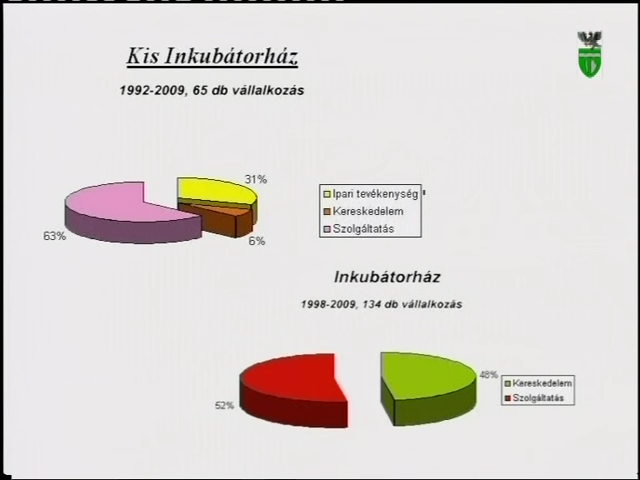 Kis Inkubátorház
1992-2009, 65 db vállalkozás
31%
63%
6%
Ipari tevékenység
Kereskedelem
Szolgáltatás
Inkubátorház
1998-2009, 134 db vállalkozás
48%
52%
Kereskedelem
Szolgáltatás